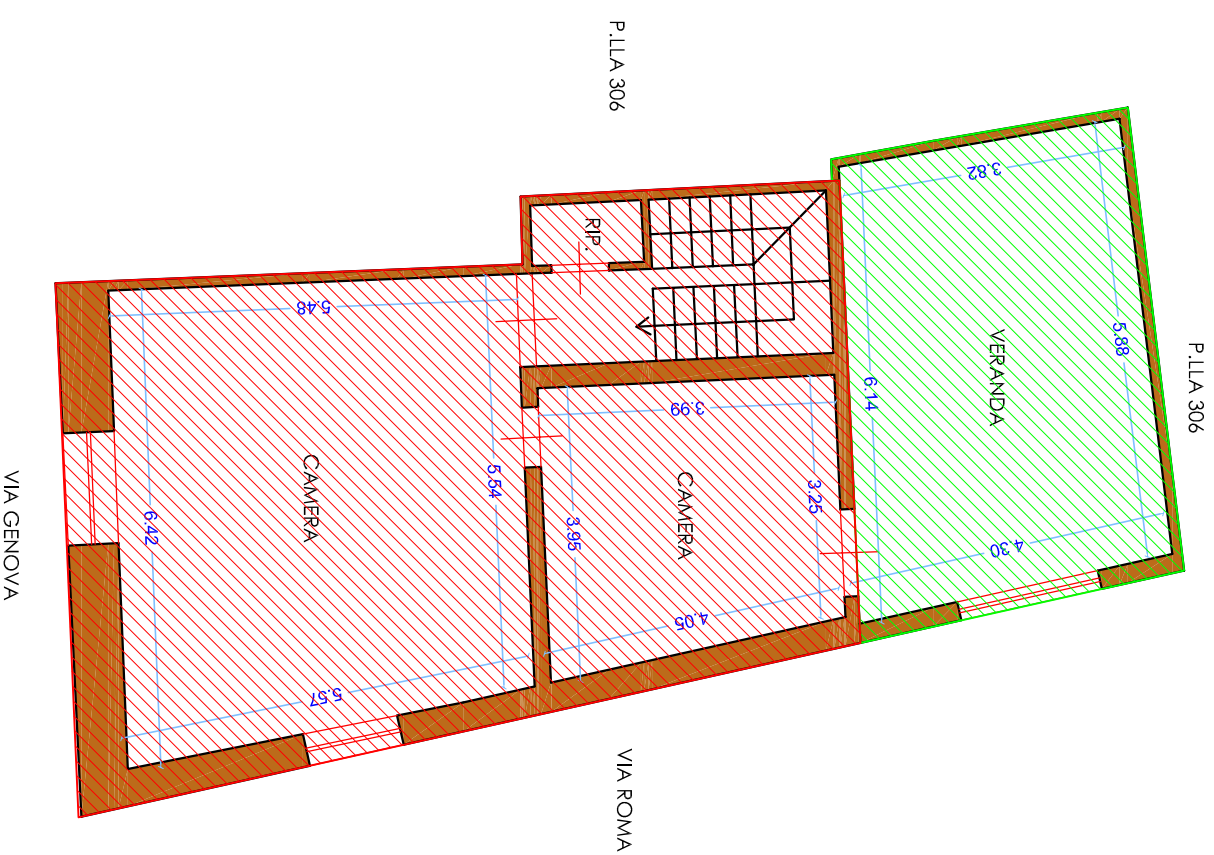 P.LLA 306
P.LLA 306
VIA GENOVA
VIA ROMA
RIP.
CAMERA
5.48
6.42
5.54
5.57
CAMERA
3.99
3.95
3.25
4.05
VERANDA
3.82
5.88
6.14
4.30